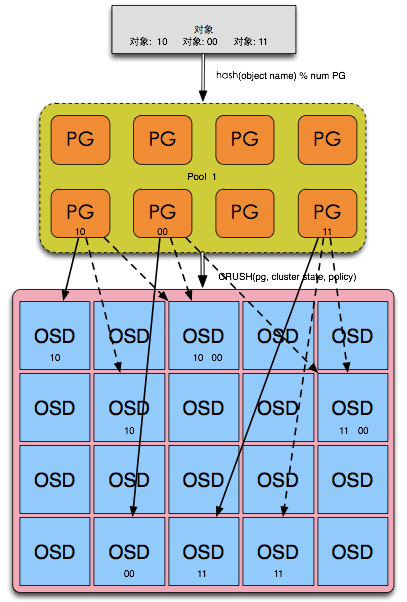 对象
对象: 10 对象: 00 对象: 11
hash(object name) % num PG
PG PG PG PG
Pool 1
PG PG PG PG
10 00 11
CRUSH(pg, cluster state, policy)
OSD OSD OSD OSD OSD
10 10 00
OSD OSD OSD OSD OSD
10 11 00
OSD OSD OSD OSD OSD
OSD OSD OSD OSD OSD
00 11 11